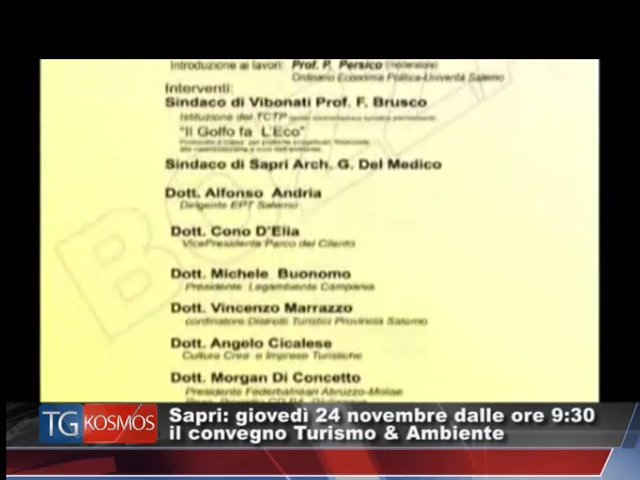 Introduzione ai lavori: Prof. P. Persico (moderatore)
Ordinario Economia Politica-Univerità Salerno
Interventi:
Sindaco di Vibonati Prof. F. Brusco
Istituzione del TCTP
"Il Golfo fa L'Eco"
Sindaco di Sapri Arch. G. Del Medico
Dott. Alfonso Andria
Dirigente EPT Salerno
Dott. Cono D'Elia
VicePresidente Parco del Cilento
Dott. Michele Buonomo
Presidente Legambiente Campania
Dott. Vincenzo Marrazzo
cordinatore Distretti Turistici Provincia Salerno
Dott. Angelo Cicalese
Cultura Crea e Imprese Turistiche
Dott. Morgan Di Concetto
Presidente Federbalnean Abruzzo-Molise
TG KOSMOS
Sapri: giovedì 24 novembre dalle ore 9:30
il convegno Turismo & Ambiente